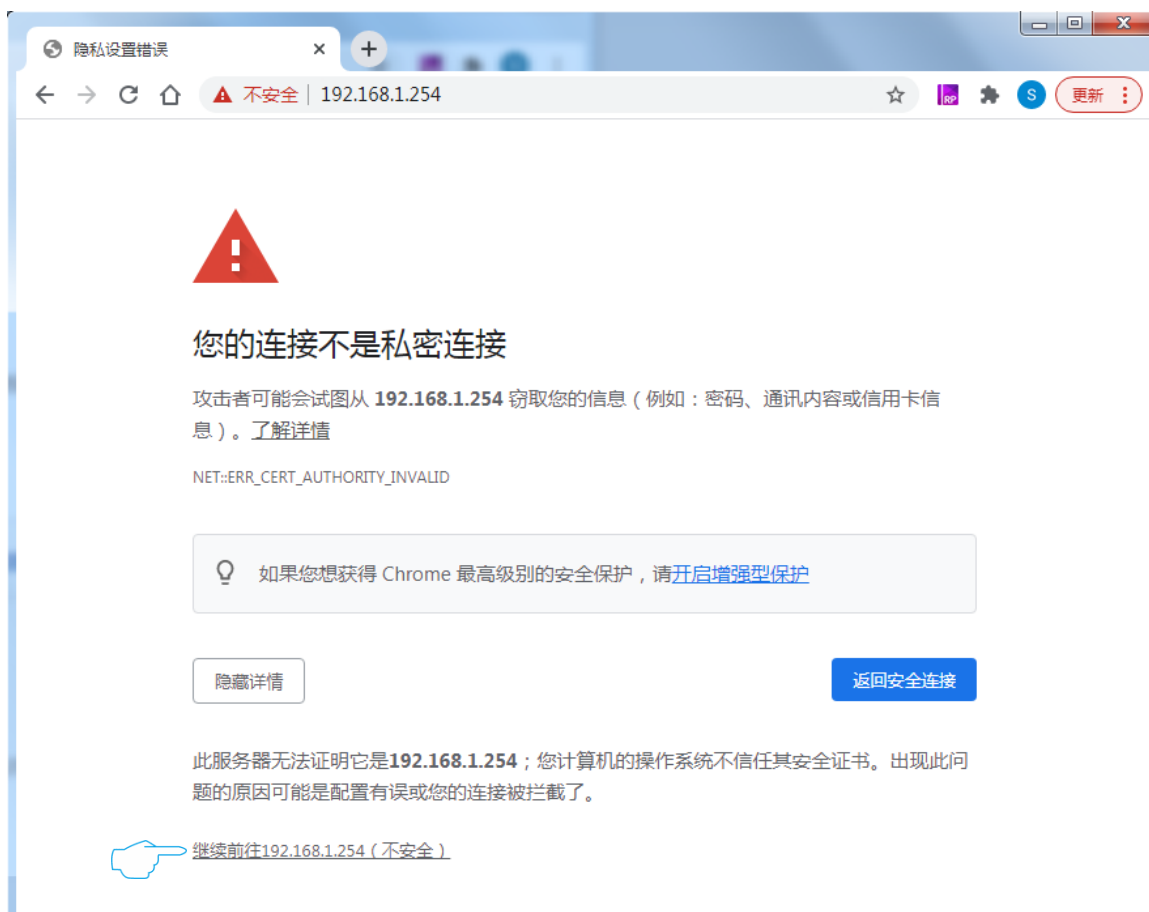 隐私设置错误
不安全 192.168.1.254
RP
S
更新
您的连接不是私密连接
攻击者可能会试图从 192.168.1.254 窃取您的信息（例如：密码、通讯内容或信用卡信
息）。了解详情
NET::ERR_CERT_AUTHORITY_INVALID
如果您想获得 Chrome 最高级别的安全保护，请开启增强型保护
隐藏详情
返回安全连接
此服务器无法证明它是192.168.1.254；您计算机的操作系统不信任其安全证书。出现此问
题的原因可能是配置有误或您的连接被拦截了。
继续前往192.168.1.254（不安全）